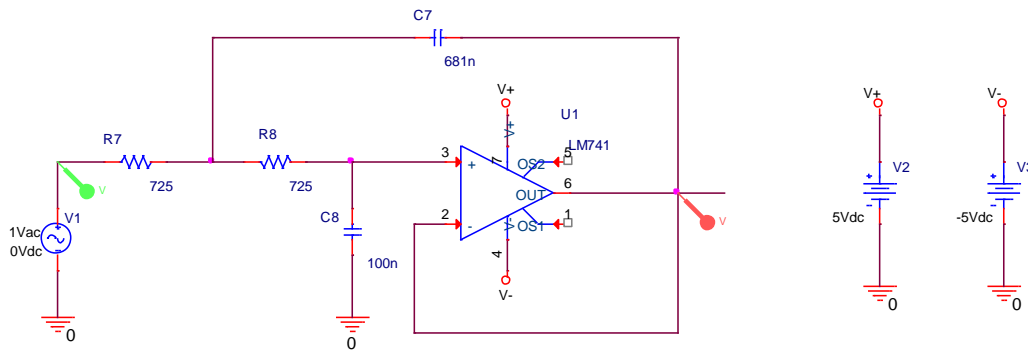 C7
681n
V+
U1
LM741
V+
7
OS2
5
R7
725
R8
725
3
+
6
OUT
2
-
OS1
1
V-
4
V-
C8
100n
0
V
V1
1Vac
0Vdc
+
-
0
V
V+
V2
+
-
5Vdc
0
V-
V3
+
-
-5Vdc
0